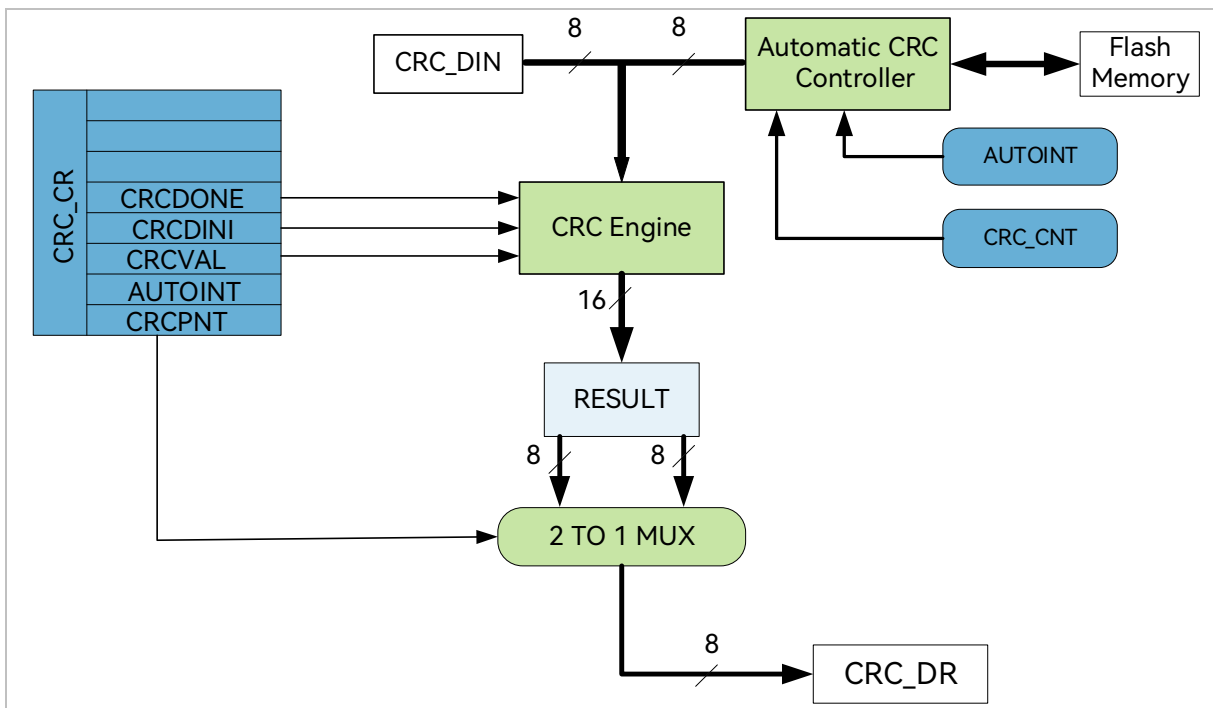 8
8
CRC_DIN
Automatic CRC
Controller
Flash
Memory
CRC_CR
CRCDONE
CRCDINI
CRCVAL
AUTOINT
CRCPNT
AUTOINT
CRC_CNT
CRC Engine
16
RESULT
8
8
2 TO 1 MUX
8
CRC_DR